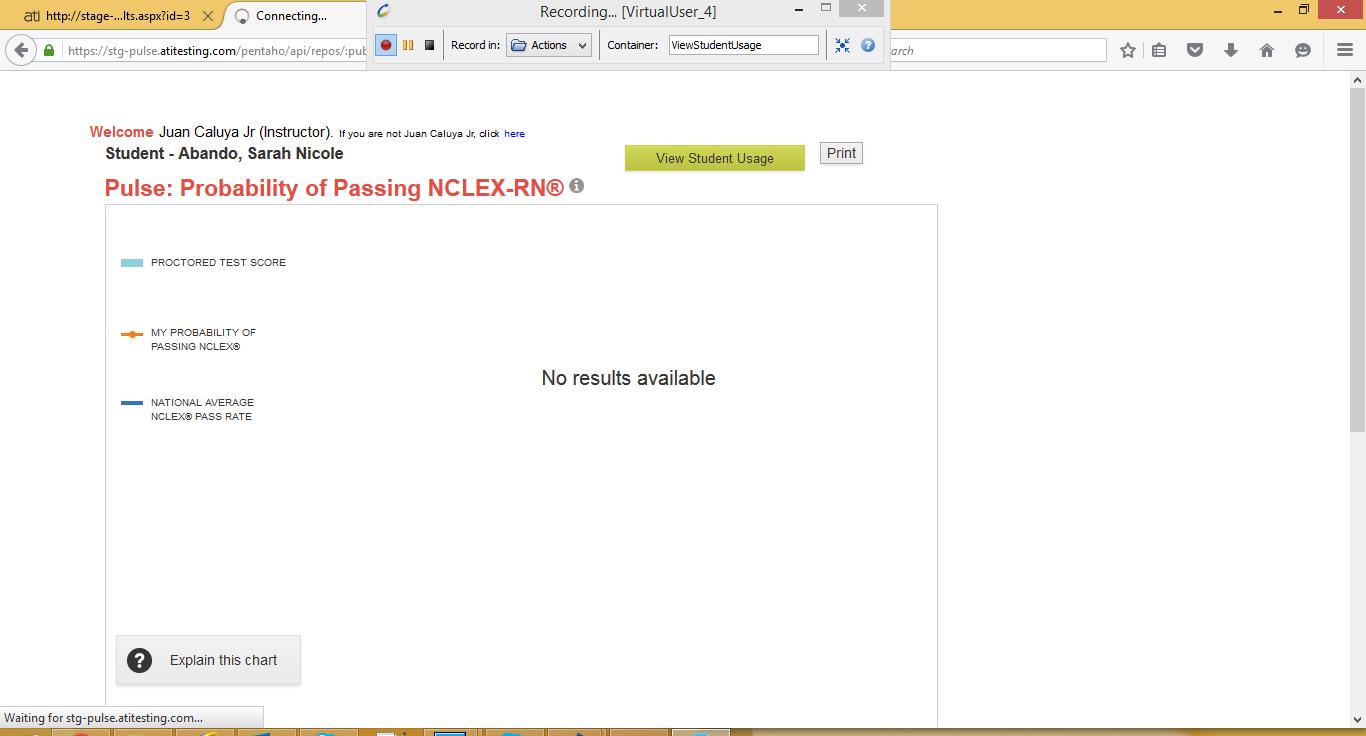 ati http://stage-...lts.aspx?id=3
Connecting...
Recording... [VirtualUser_4]
https://stg-pulse.atitesting.com/pentaho/api/repos/:pub
Record in: Actions
Container: ViewStudentUsage
arch
Welcome Juan Caluya Jr (Instructor). If you are not Juan Caluya Jr, click here
Student - Abando, Sarah Nicole
View Student Usage
Print
Pulse: Probability of Passing NCLEX-RN®
PROCTORED TEST SCORE
MY PROBABILITY OF
PASSING NCLEX®
No results available
NATIONAL AVERAGE
NCLEX® PASS RATE
Explain this chart
Waiting for stg-pulse.atitesting.com...